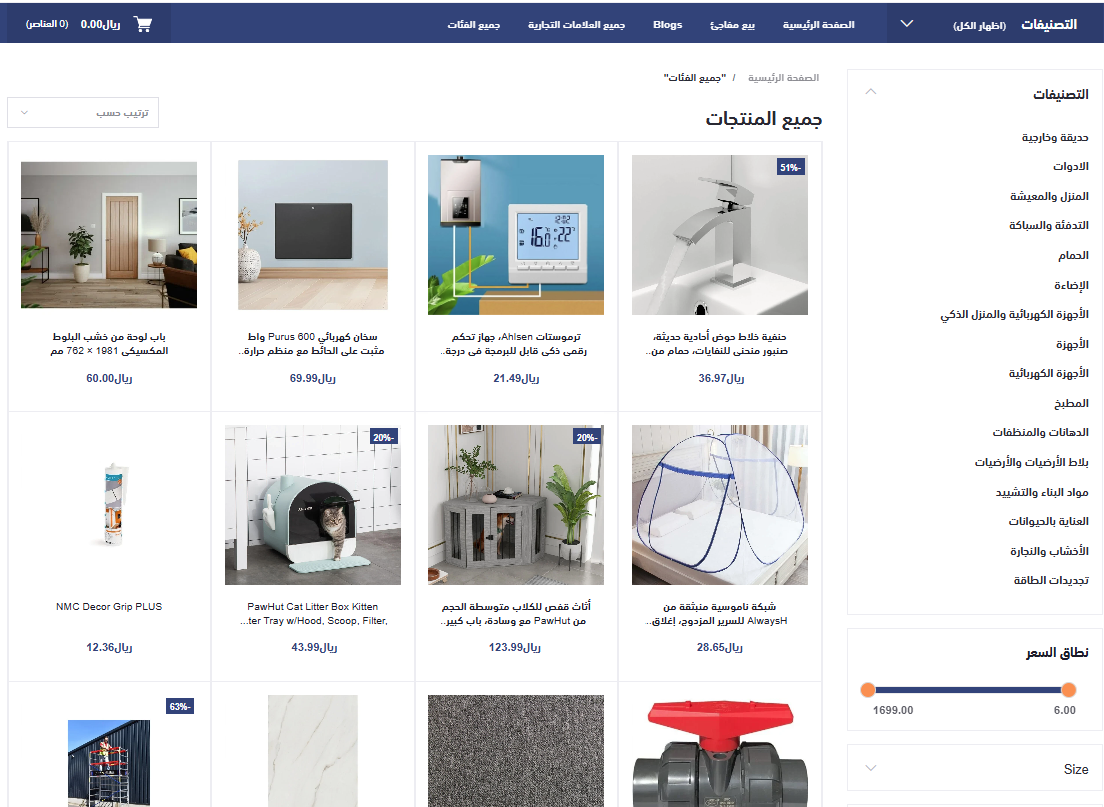 التصنيفات
(اظهار الكل)
الصفحة الرئيسية
بيع مفاجئ
Blogs
جميع العلامات التجارية
جميع الفئات
ريال0.00
(0 العناصر)
التصنيفات
حديقة وخارجية
الادوات
المنزل والمعيشة
التدفئة والسباكة
الحمام
الإضاءة
الأجهزة الكهربائية والمنزل الذكي
الأجهزة
الأجهزة الكهربائية
المطبخ
الدهانات والمنظفات
بلاط الأرضيات والأرضيات
مواد البناء والتشييد
العناية بالحيوانات
الأخشاب والنجارة
تجديدات الطاقة
نطاق السعر
6.00
1699.00
Size
الصفحة الرئيسية / "جميع الفئات"
جميع المنتجات
ترتيب حسب
51%-
حنفية خلاط حوض أحادية حديثة،
صنبور منحني للنفايات، حمام من..
ريال36.97
ترموستات Ahlsen، جهاز تحكم
رقمي ذكي قابل للبرمجة في درجة..
ريال21.49
سخان كهربائي Purus 600 واط
مثبت على الحائط مع منظم حرارة..
ريال69.99
باب لوحة من خشب البلوط
المكسيكي 1981 × 762 مم
ريال60.00
شبكة ناموسية منبثقة من
AlwaysH للسرير المزدوج، إغلاق..
ريال28.65
20%-
أثاث قفص للكلاب متوسطة الحجم
من PawHut مع وسادة، باب كبير..
ريال123.99
20%-
PawHut Cat Litter Box Kitten
...ter Tray w/Hood, Scoop, Filter,
ريال43.99
NMC Decor Grip PLUS
ريال12.36
63%-